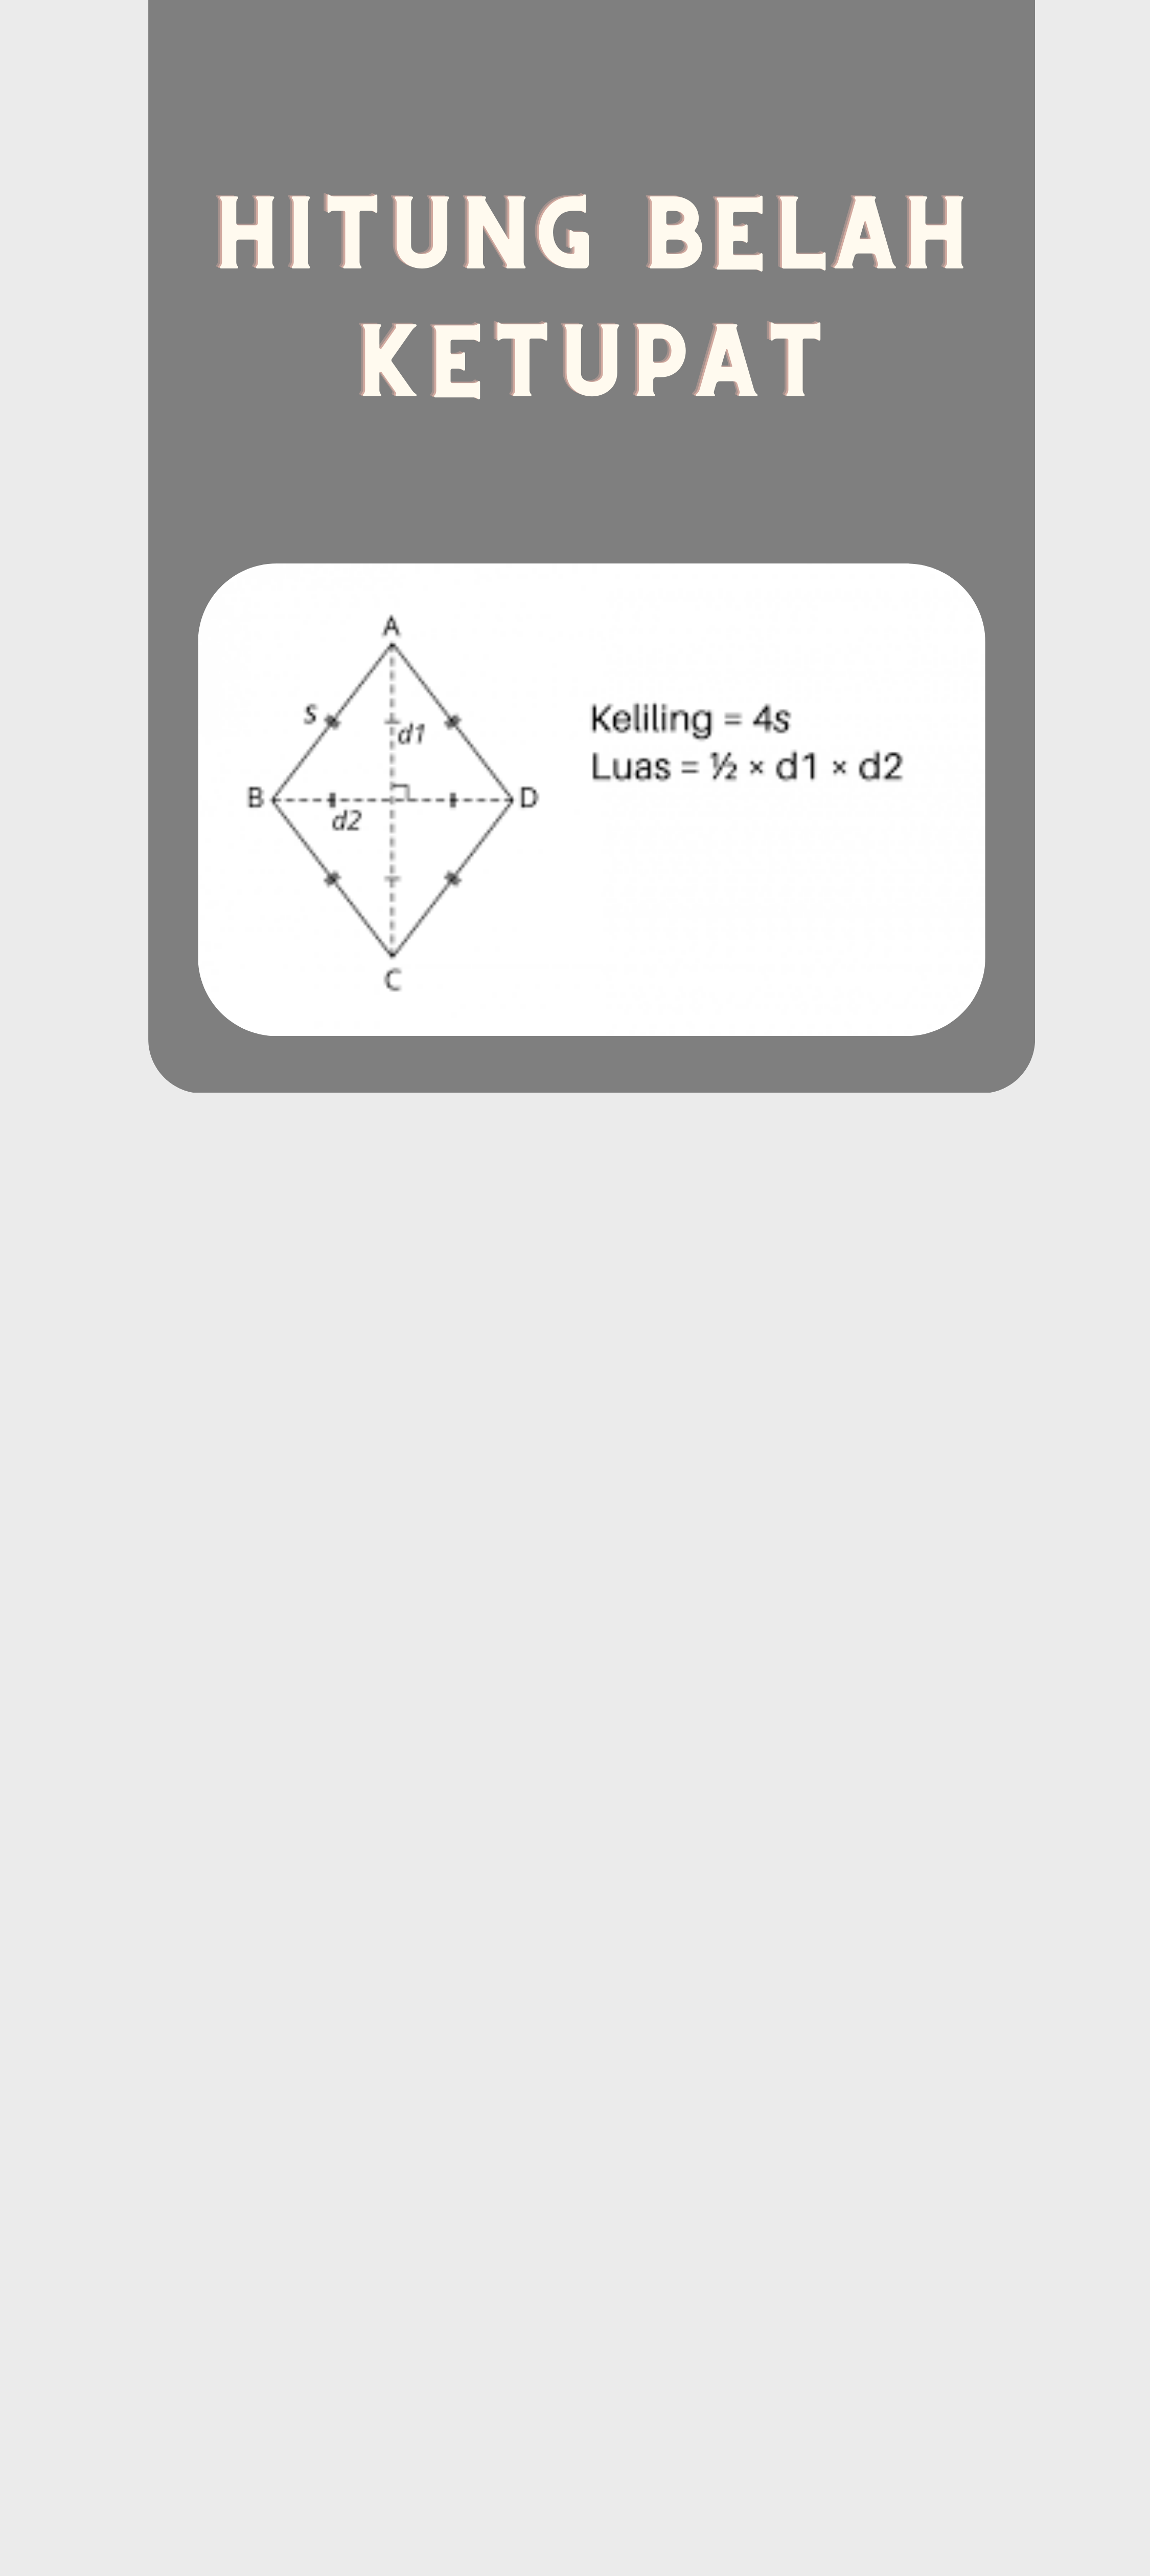 HITUNG BELAH
KETUPAT
A
S
d1
B
D
d2
C
Keliling = 4s
Luas = ½ × d1 × d2